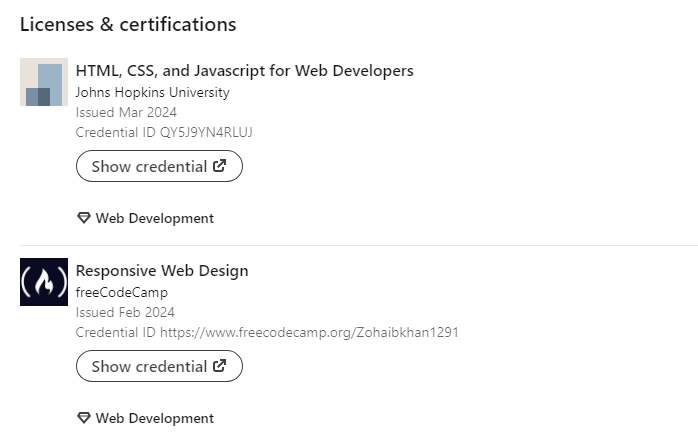 Licenses & certifications
HTML, CSS, and Javascript for Web Developers
Johns Hopkins University
Issued Mar 2024
Credential ID QY5J9YN4RLUJ
Show credential
Web Development
Responsive Web Design
freeCodeCamp
Issued Feb 2024
Credential ID https://www.freecodecamp.org/Zohaibkhan1291
Show credential
Web Development